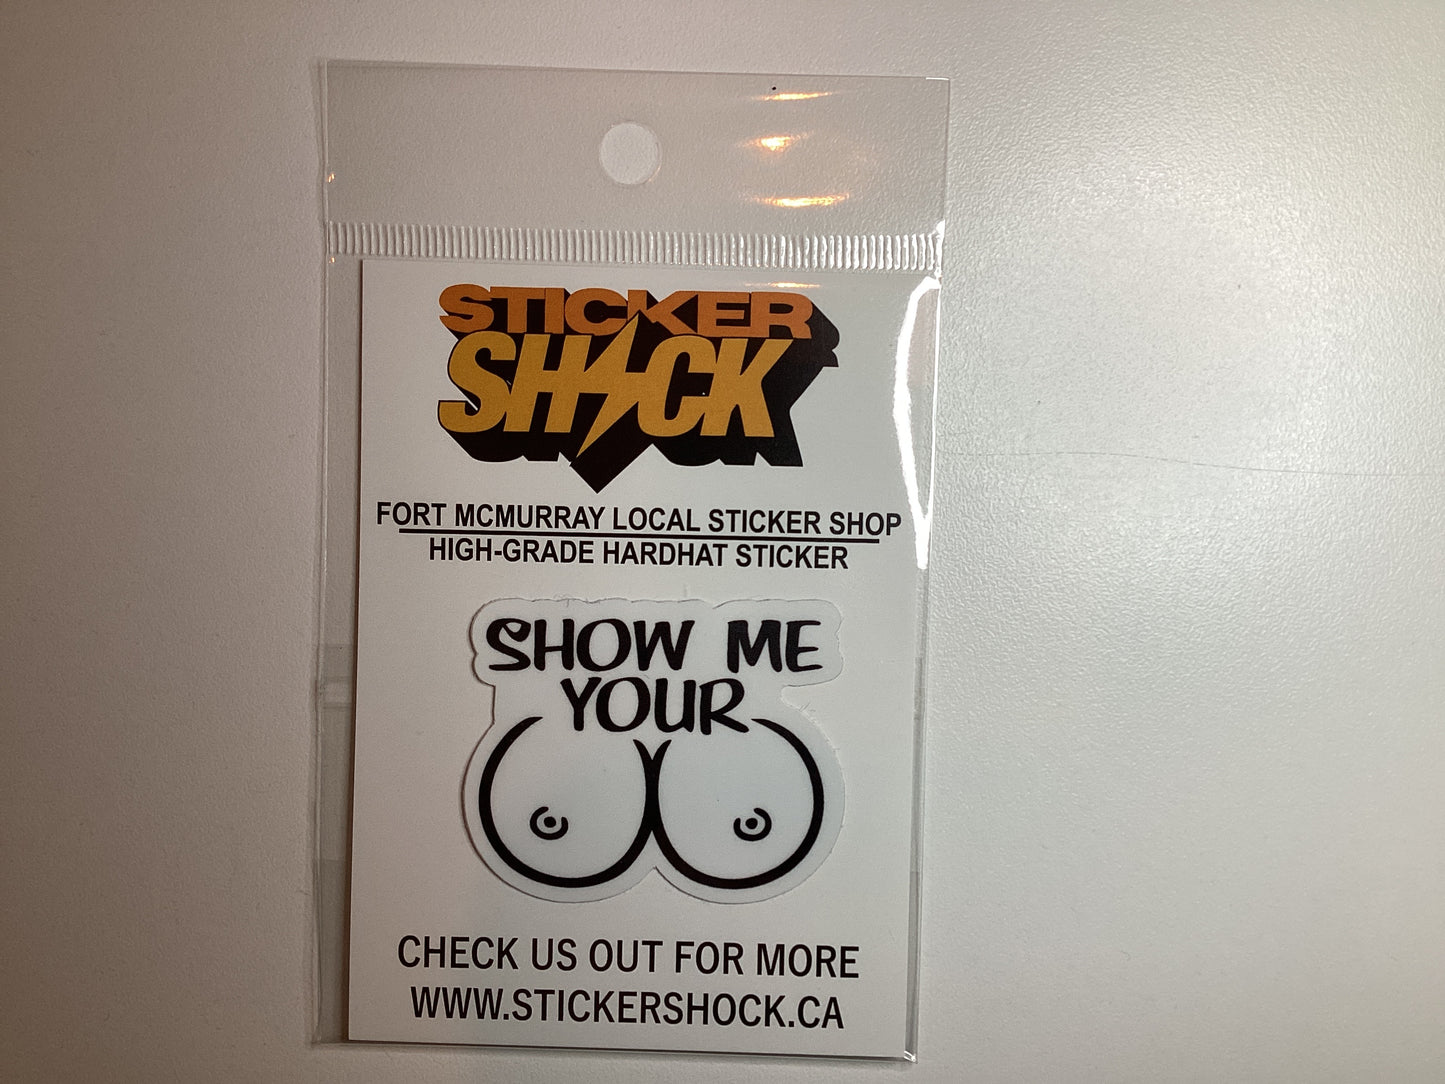 STICKER
SHOCK
FORT MCMURRAY LOCAL STICKER SHOP
HIGH-GRADE HARDHAT STICKER
SHOW ME
YOUR
CHECK US OUT FOR MORE
WWW.STICKERSHOCK.CA